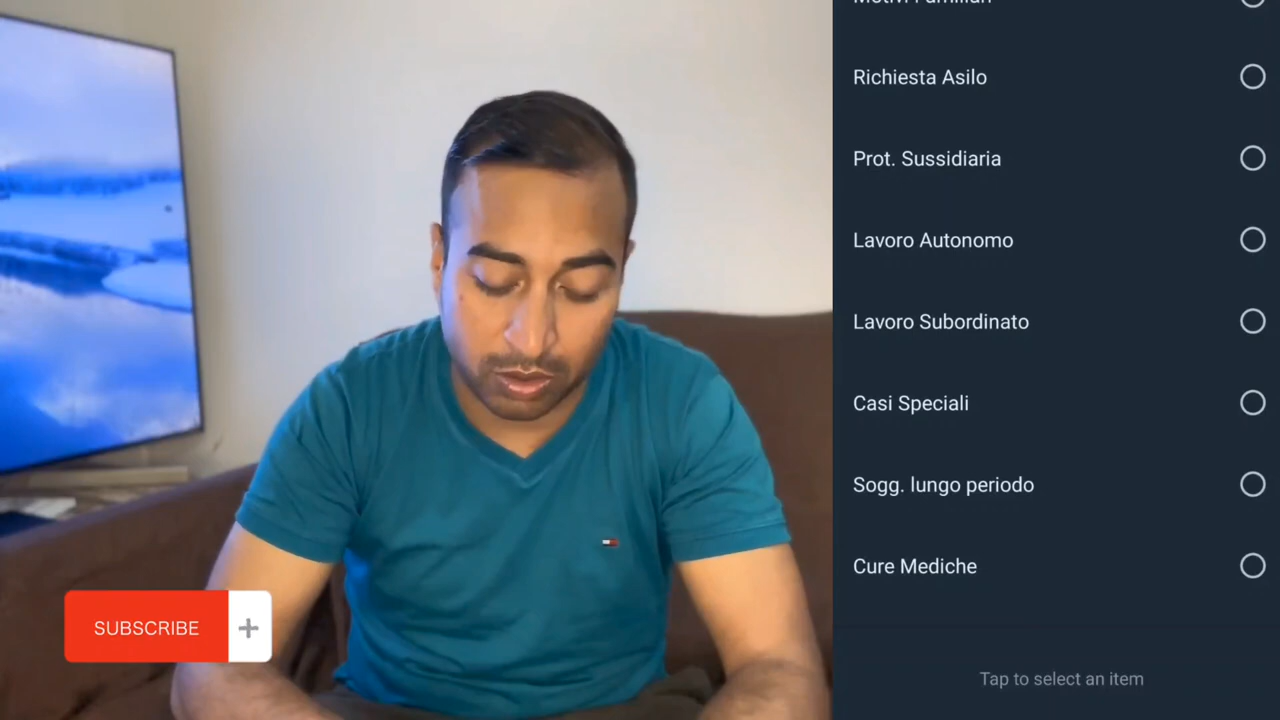 Richiesta Asilo
Prot. Sussidiaria
Lavoro Autonomo
Lavoro Subordinato
Casi Speciali
Sogg. lungo periodo
Cure Mediche
Tap to select an item
SUBSCRIBE